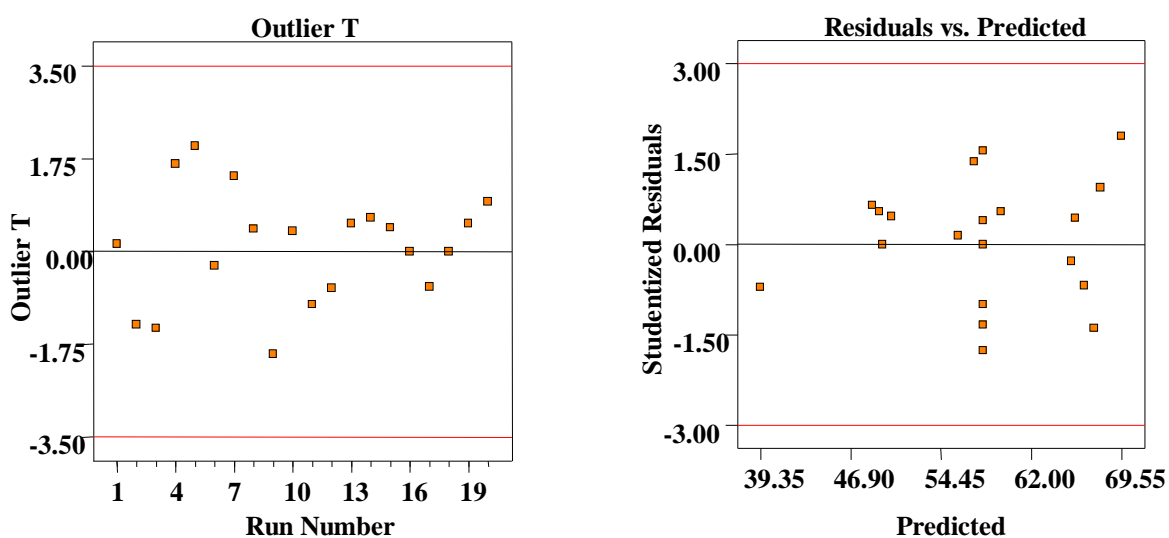 Outlier T
Outlier T
3.50
1.75
0.00
-1.75
-3.50
1 4 7 10 13 16 19
Run Number
Residuals vs. Predicted
Studentized Residuals
3.00
1.50
0.00
-1.50
-3.00
39.35 46.90 54.45 62.00 69.55
Predicted